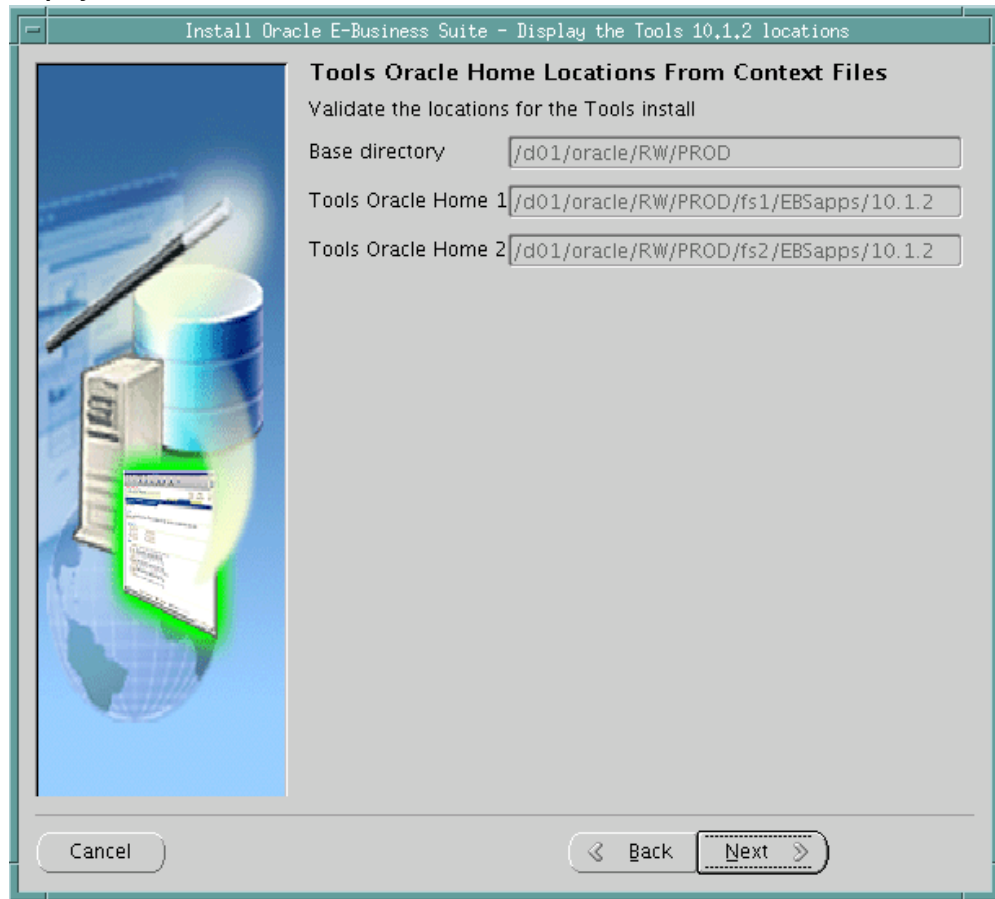 Install Oracle E-Business Suite - Display the Tools 10.1.2 locations
Tools Oracle Home Locations From Context Files
Validate the locations for the Tools install
Base directory /d01/oracle/RW/PROD
Tools Oracle Home 1 /d01/oracle/RW/PROD/fs1/EBSapps/10.1.2
Tools Oracle Home 2 /d01/oracle/RW/PROD/fs2/EBSapps/10.1.2
Cancel Back Next